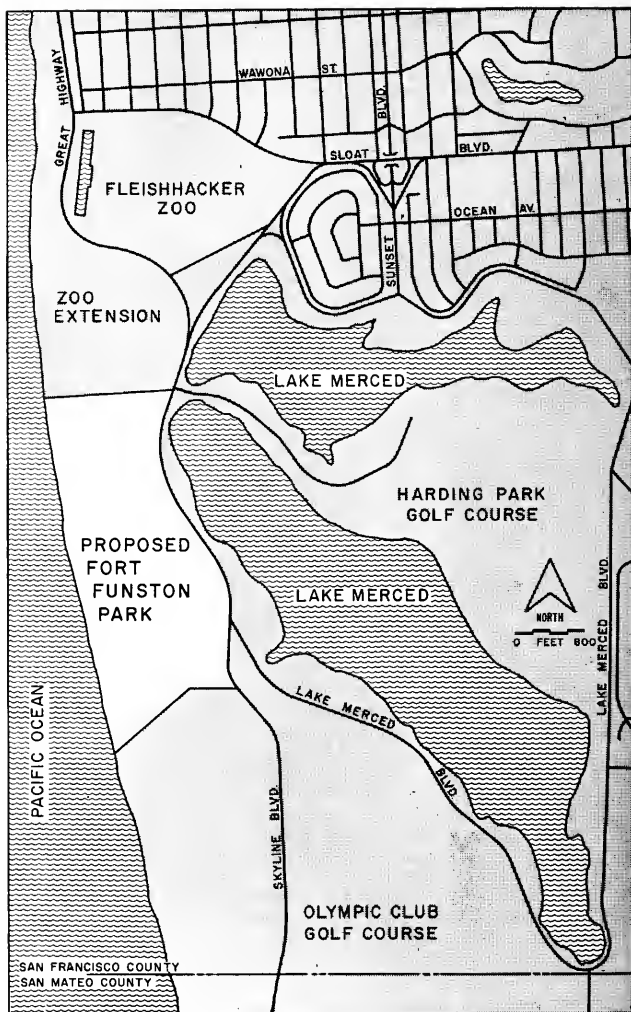 WAWONA ST.
GREAT HIGHWAY
BLVD.
SLOAT BLVD.
FLEISHHACKER
ZOO
OCEAN AV.
SUNSET
ZOO
EXTENSION
LAKE MERCED
HARDING PARK
GOLF COURSE
PROPOSED
FORT
FUNSTON
PARK
LAKE MERCED
NORTH
0 FEET 800
LAKE MERCED BLVD.
PACIFIC OCEAN
LAKE MERCED BLVD.
SKYLINE BLVD.
OLYMPIC CLUB
GOLF COURSE
SAN FRANCISCO COUNTY
SAN MATEO COUNTY